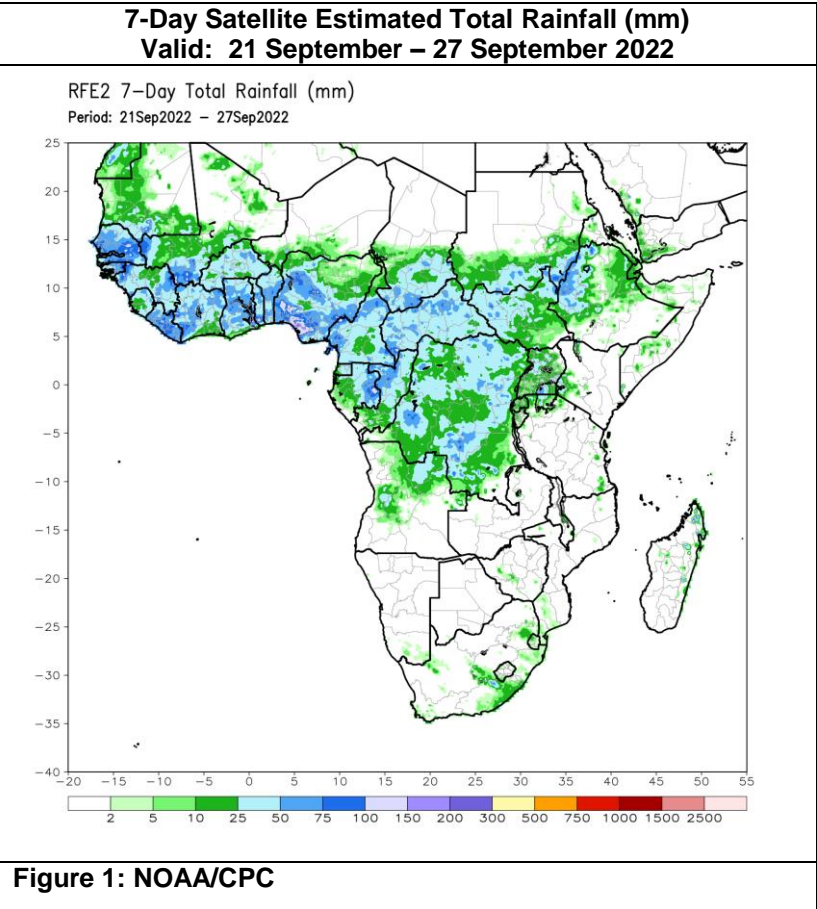 7-Day Satellite Estimated Total Rainfall (mm)
Valid:  21 September – 27 September 2022
RFE2 7-Day Total Rainfall (mm)
Period: 21Sep2022 – 27Sep2022
25
20
15
10
5
0
-5
-10
-15
-20
-25
-30
-35
-40
-20 -15 -10 -5 0 5 10 15 20 25 30 35 40 45 50 55
2 5 10 25 50 75 100 150 200 300 500 750 1000 1500 2500
Figure 1: NOAA/CPC